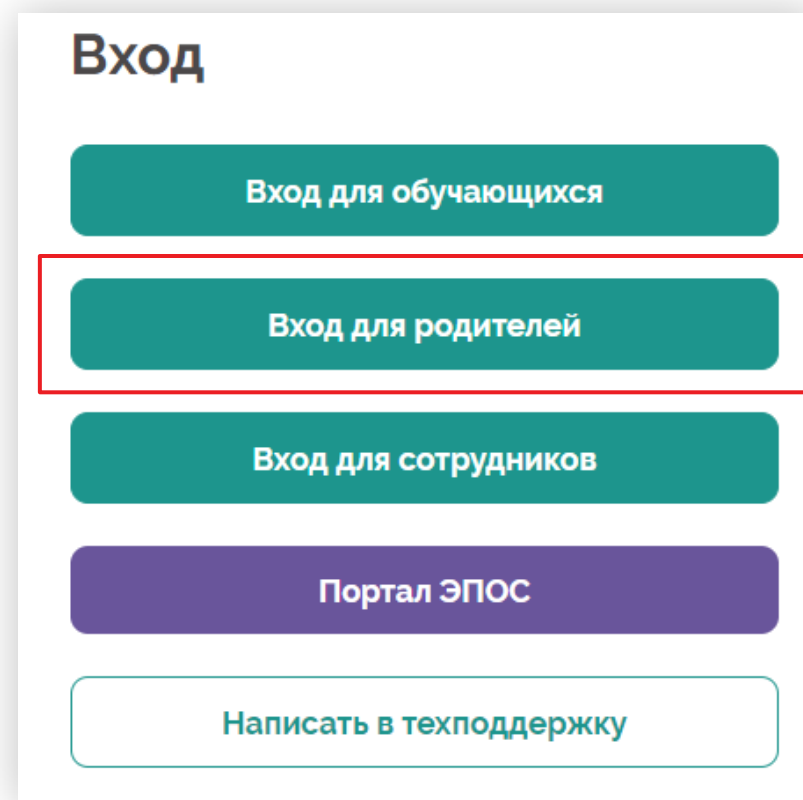 Вход
Вход для обучающихся
Вход для родителей
Вход для сотрудников
Портал ЭПОС
Написать в техподдержку